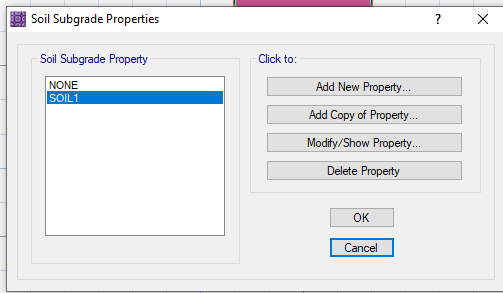 Soil Subgrade Properties
?
Soil Subgrade Property
NONE
SOIL1
Click to:
Add New Property...
Add Copy of Property...
Modify/Show Property...
Delete Property
OK
Cancel